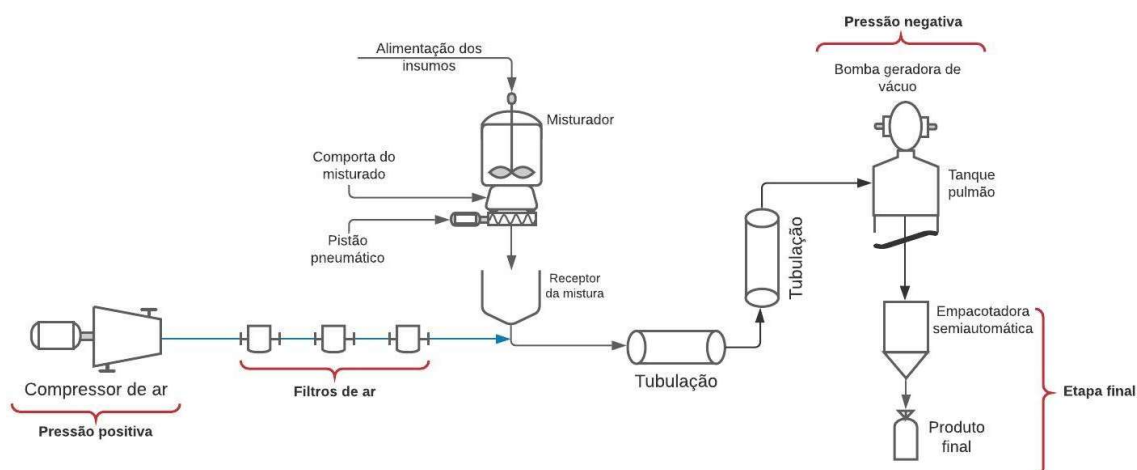 Pressão negativa
Alimentação dos
insumos
Bomba geradora de
vácuo
Misturador
Comporta do
misturado
Tanque
pulmão
Tubulação
Pistão
pneumático
Receptor
da mistura
Empacotadora
semiautomática
Tubulação
Compressor de ar
Filtros de ar
Etapa final
Pressão positiva
Produto
final